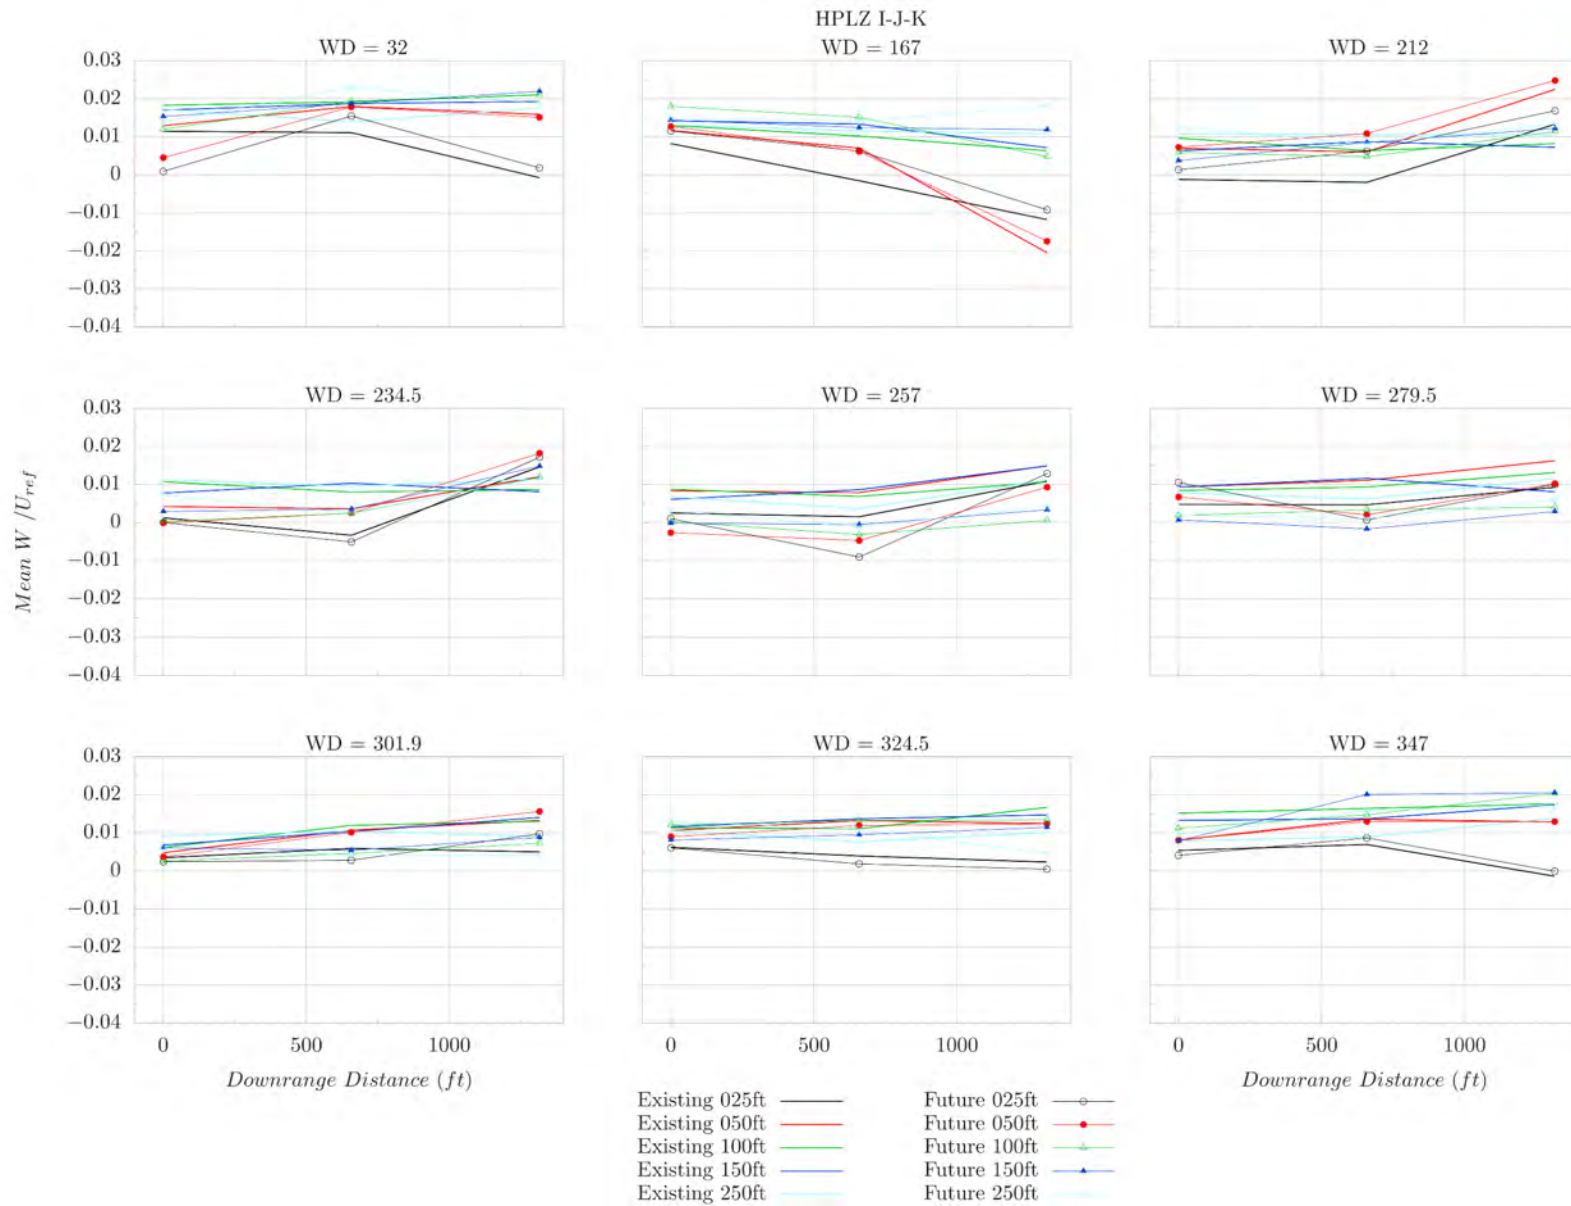 HPLZ I-J-K
WD = 32
WD = 167
WD = 212
0.03
0.02
0.01
0
−0.01
−0.02
−0.03
−0.04
WD = 234.5
WD = 257
WD = 279.5
0.03
0.02
0.01
0
−0.01
−0.02
−0.03
−0.04
Mean W /U_ref
WD = 301.9
WD = 324.5
WD = 347
0.03
0.02
0.01
0
−0.01
−0.02
−0.03
−0.04
0 500 1000
0 500 1000
0 500 1000
Downrange Distance (ft)
Downrange Distance (ft)
Existing 025ft
Existing 050ft
Existing 100ft
Existing 150ft
Existing 250ft
Future 025ft
Future 050ft
Future 100ft
Future 150ft
Future 250ft